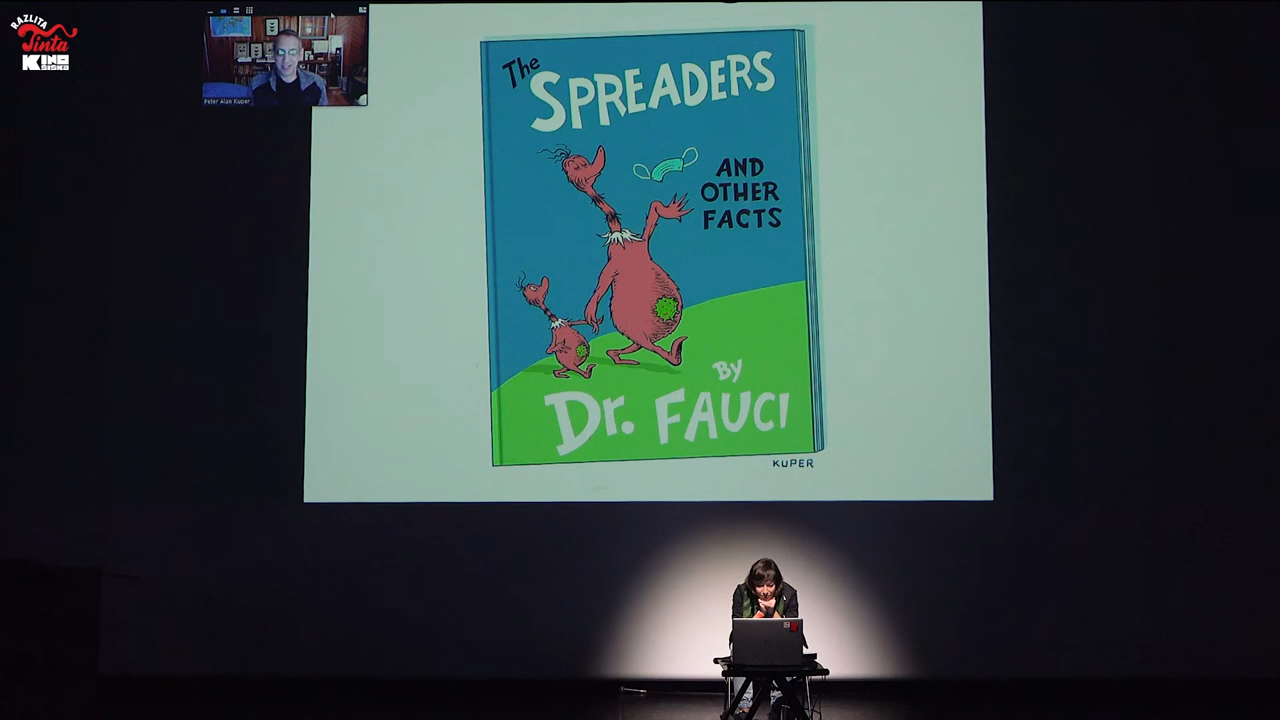 RAZLITA
Tinta
KINO
Peter Alan Kuper
The
SPREADERS
AND
OTHER
FACTS
By
Dr. FAUCI
KUPER